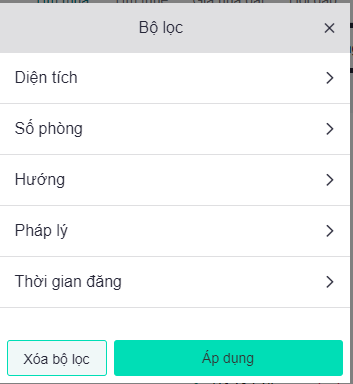 Bộ lọc
Diện tích
Số phòng
Hướng
Pháp lý
Thời gian đăng
Xóa bộ lọc
Áp dụng